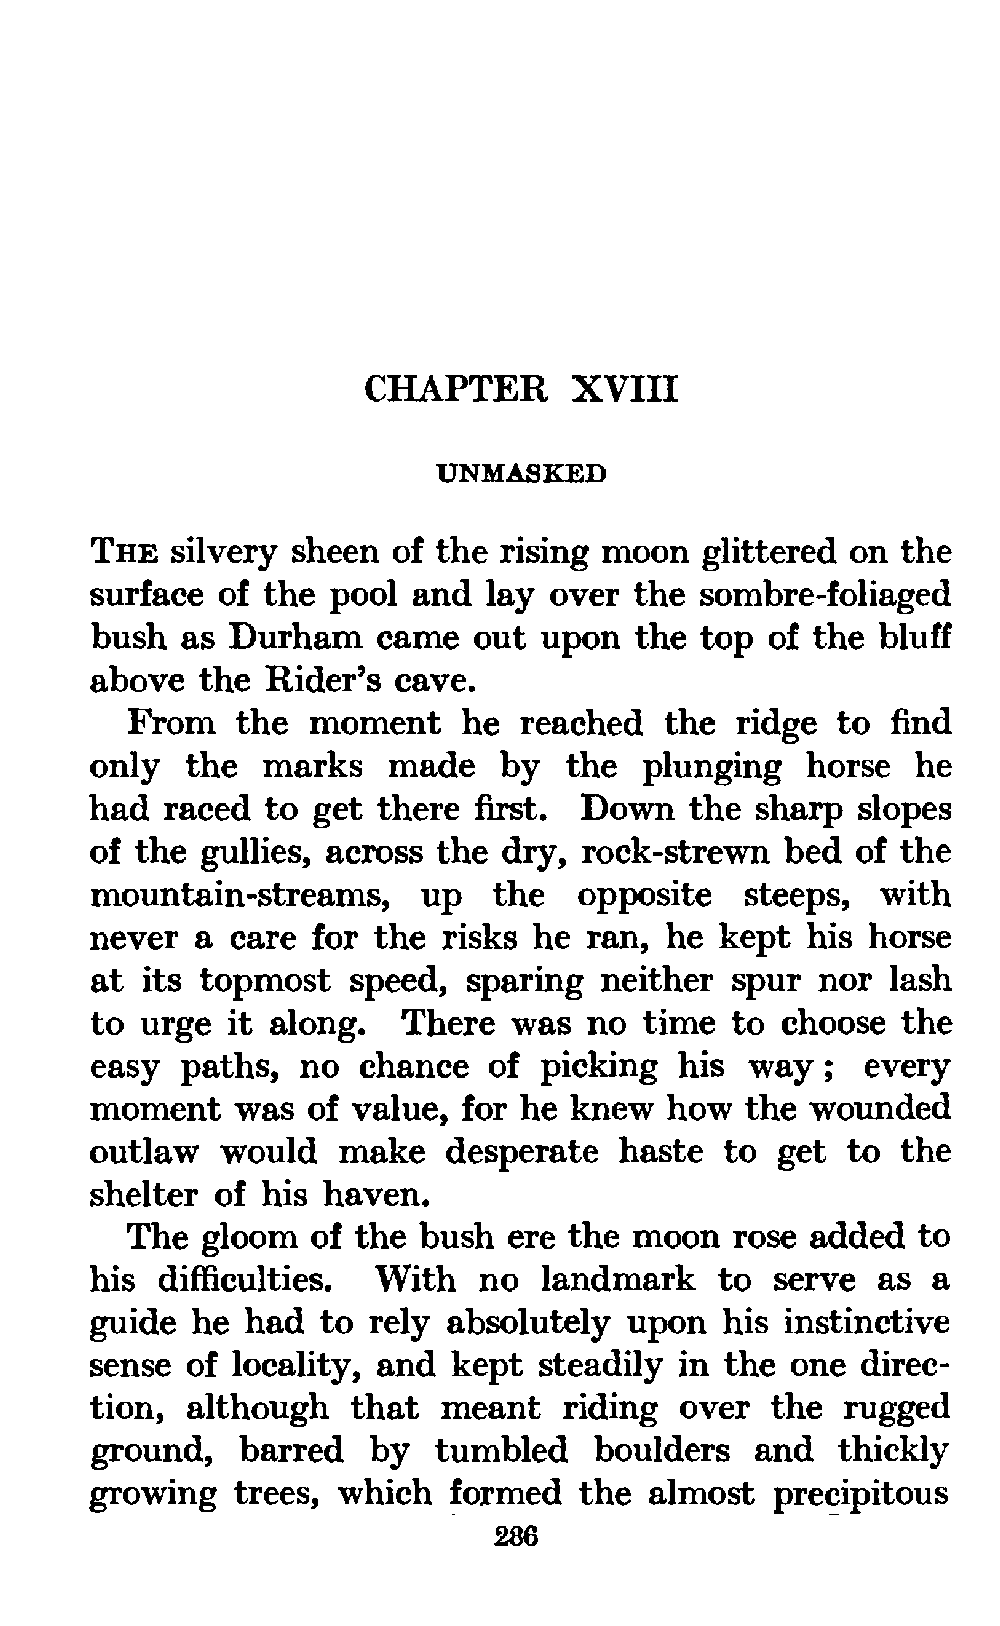 CHAPTER XVIII
UNMASKED
THE silvery sheen of the rising moon glittered on the
surface of the pool and lay over the sombre-foliaged
bush as Durham came out upon the top of the bluff
above the Rider's cave.
From the moment he reached the ridge to find
only the marks made by the plunging horse he
had raced to get there first. Down the sharp slopes
of the gullies, across the dry, rock-strewn bed of the
mountain-streams, up the opposite steeps, with
never a care for the risks he ran, he kept his horse
at its topmost speed, sparing neither spur nor lash
to urge it along. There was no time to choose the
easy paths, no chance of picking his way ; every
moment was of value, for he knew how the wounded
outlaw would make desperate haste to get to the
shelter of his haven.
The gloom of the bush ere the moon rose added to
his difficulties. With no landmark to serve as a
guide he had to rely absolutely upon his instinctive
sense of locality, and kept steadily in the one direc-
tion, although that meant riding over the rugged
ground, barred by tumbled boulders and thickly
growing trees, which formed the almost precipitous
286